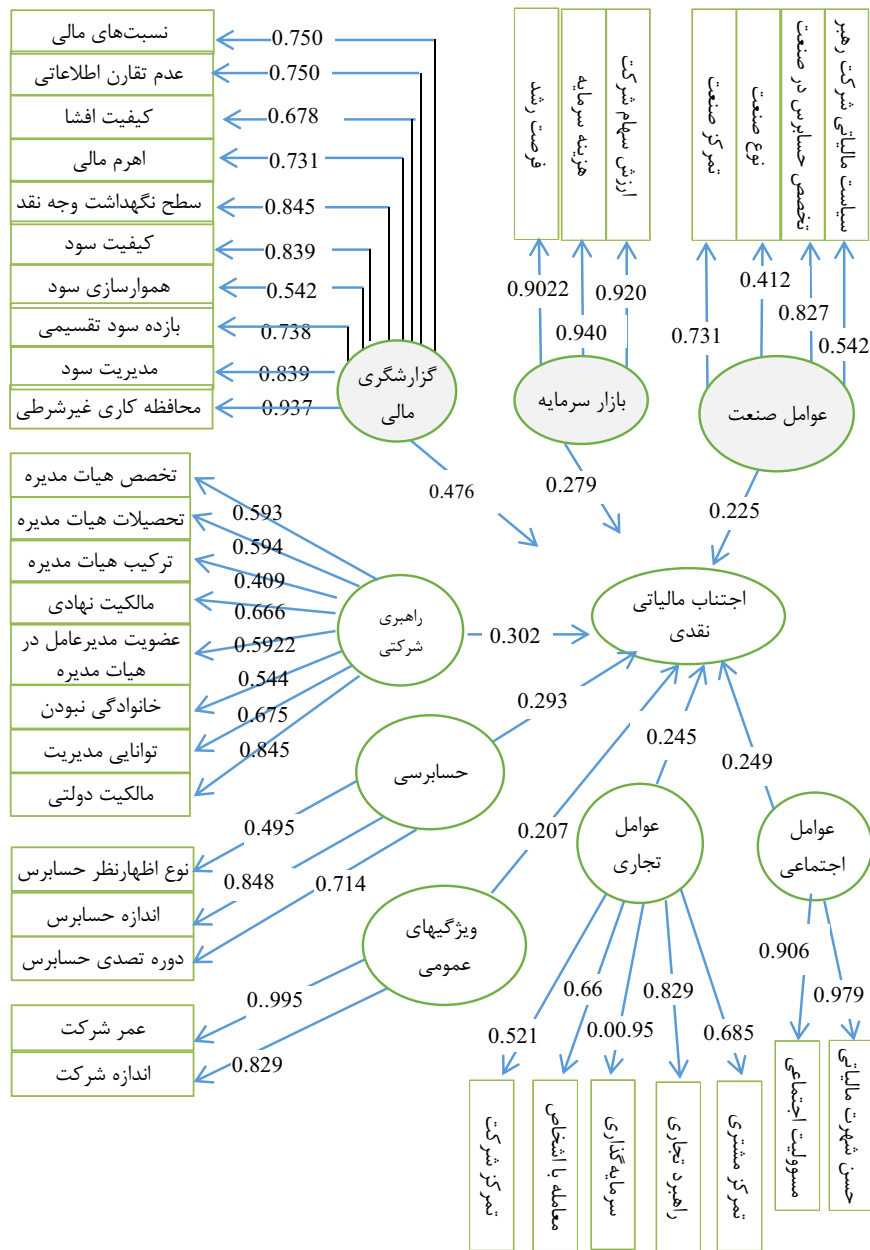 نسبت‌های مالی
0.750
عدم تقارن اطلاعاتی
0.750
کیفیت افشا
0.678
اهرم مالی
0.731
سطح نگهداشت وجه نقد
0.845
کیفیت سود
0.839
هموارسازی سود
0.542
بازده سود تقسیمی
0.738
مدیریت سود
0.839
محافظه کاری غیرشرطی
0.937
گزارشگری
مالی
0.476
فرصت رشد
هزینه سرمایه
ارزش سهام شرکت
0.9022
0.940
0.920
بازار سرمایه
0.279
تمرکز صنعت
نوع صنعت
تخصص حسابرس در صنعت
سیاست مالیاتی شرکت رهبر
0.731
0.412
0.827
0.542
عوامل صنعت
0.225
اجتناب مالیاتی
نقدی
تخصص هیات مدیره
0.593
تحصیلات هیات مدیره
0.594
ترکیب هیات مدیره
0.409
مالکیت نهادی
0.666
عضویت مدیرعامل در
هیات مدیره
0.5922
خانوادگی نبودن
0.544
توانایی مدیریت
0.675
مالکیت دولتی
0.845
راهبری
شرکتی
0.302
حسابرسی
0.293
نوع اظهارنظر حسابرس
0.495
اندازه حسابرس
0.848
دوره تصدی حسابرس
0.714
ویژگیهای
عمومی
0.207
عمر شرکت
0..995
اندازه شرکت
0.829
عوامل
تجاری
0.245
0.521
0.66
0.00.95
0.829
0.685
تمرکز شرکت
معامله با اشخاص
سرمایه‌گذاری
راهبرد تجاری
تمرکز مشتری
عوامل
اجتماعی
0.249
0.906
0.979
مسوولیت اجتماعی
حسن شهرت مالیاتی